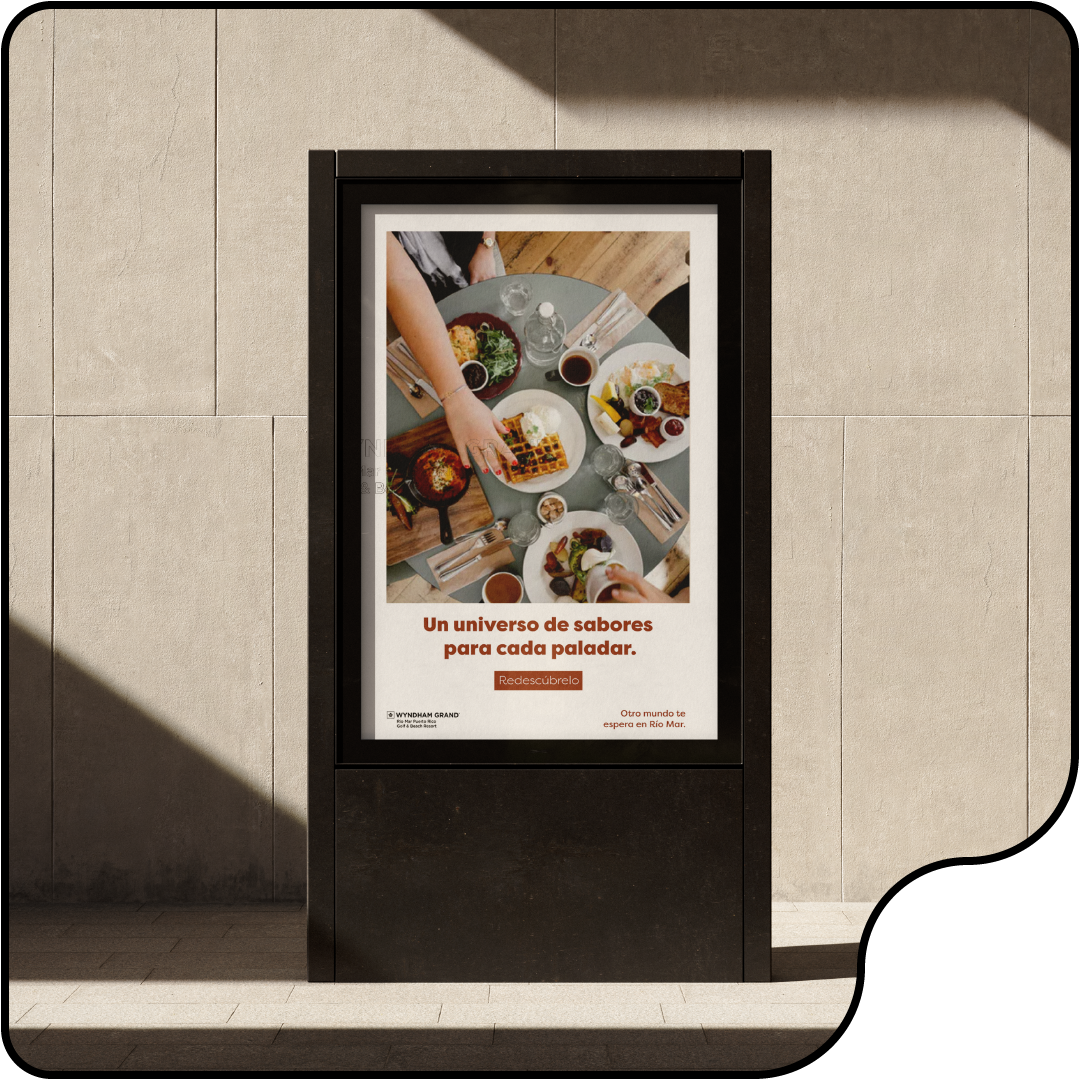 Un universo de sabores
para cada paladar.
Redescúbrelo
WYNDHAM GRAND
Río Mar Puerto Rico
Golf & Beach Resort
Otro mundo te
espera en Río Mar.